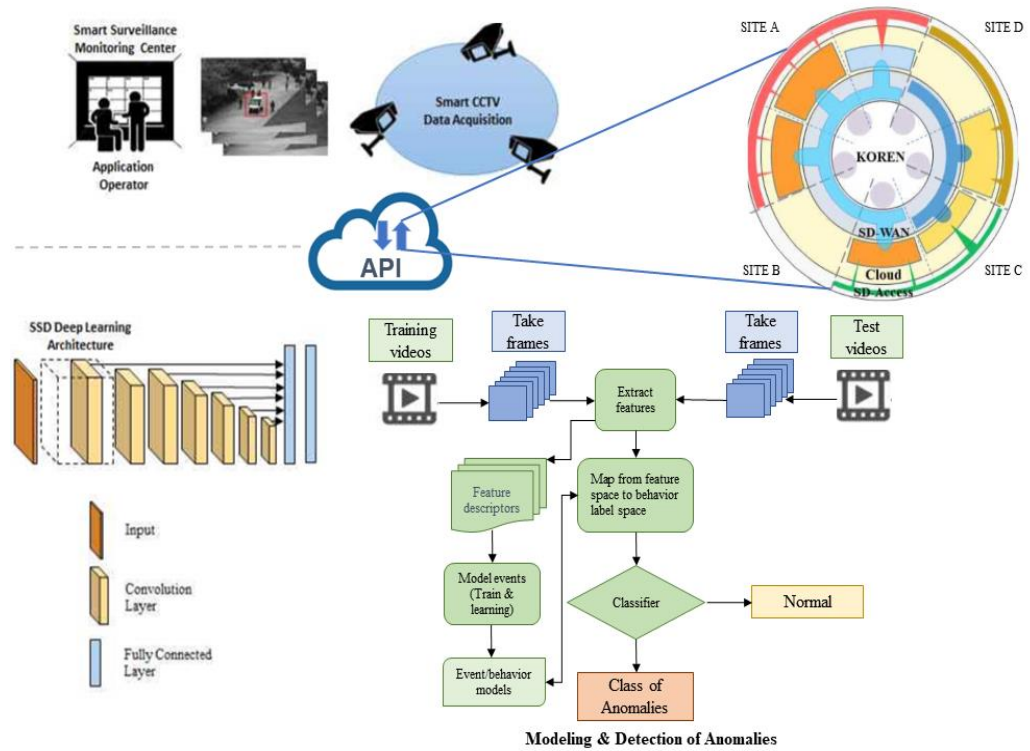 Smart Surveillance
Monitoring Center
Application
Operator
Smart CCTV
Data Acquisition
API
SITE A
SITE D
KOREN
SD-WAN
SITE B
SITE C
Cloud
SD-Access
SSD Deep Learning
Architecture
Input
Convolution
Layer
Fully Connected
Layer
Training
videos
Take
frames
Take
frames
Test
videos
Extract
features
Feature
descriptors
Map from feature
space to behavior
label space
Model events
(Train &
learning)
Classifier
Normal
Event/behavior
models
Class of
Anomalies
Modeling & Detection of Anomalies